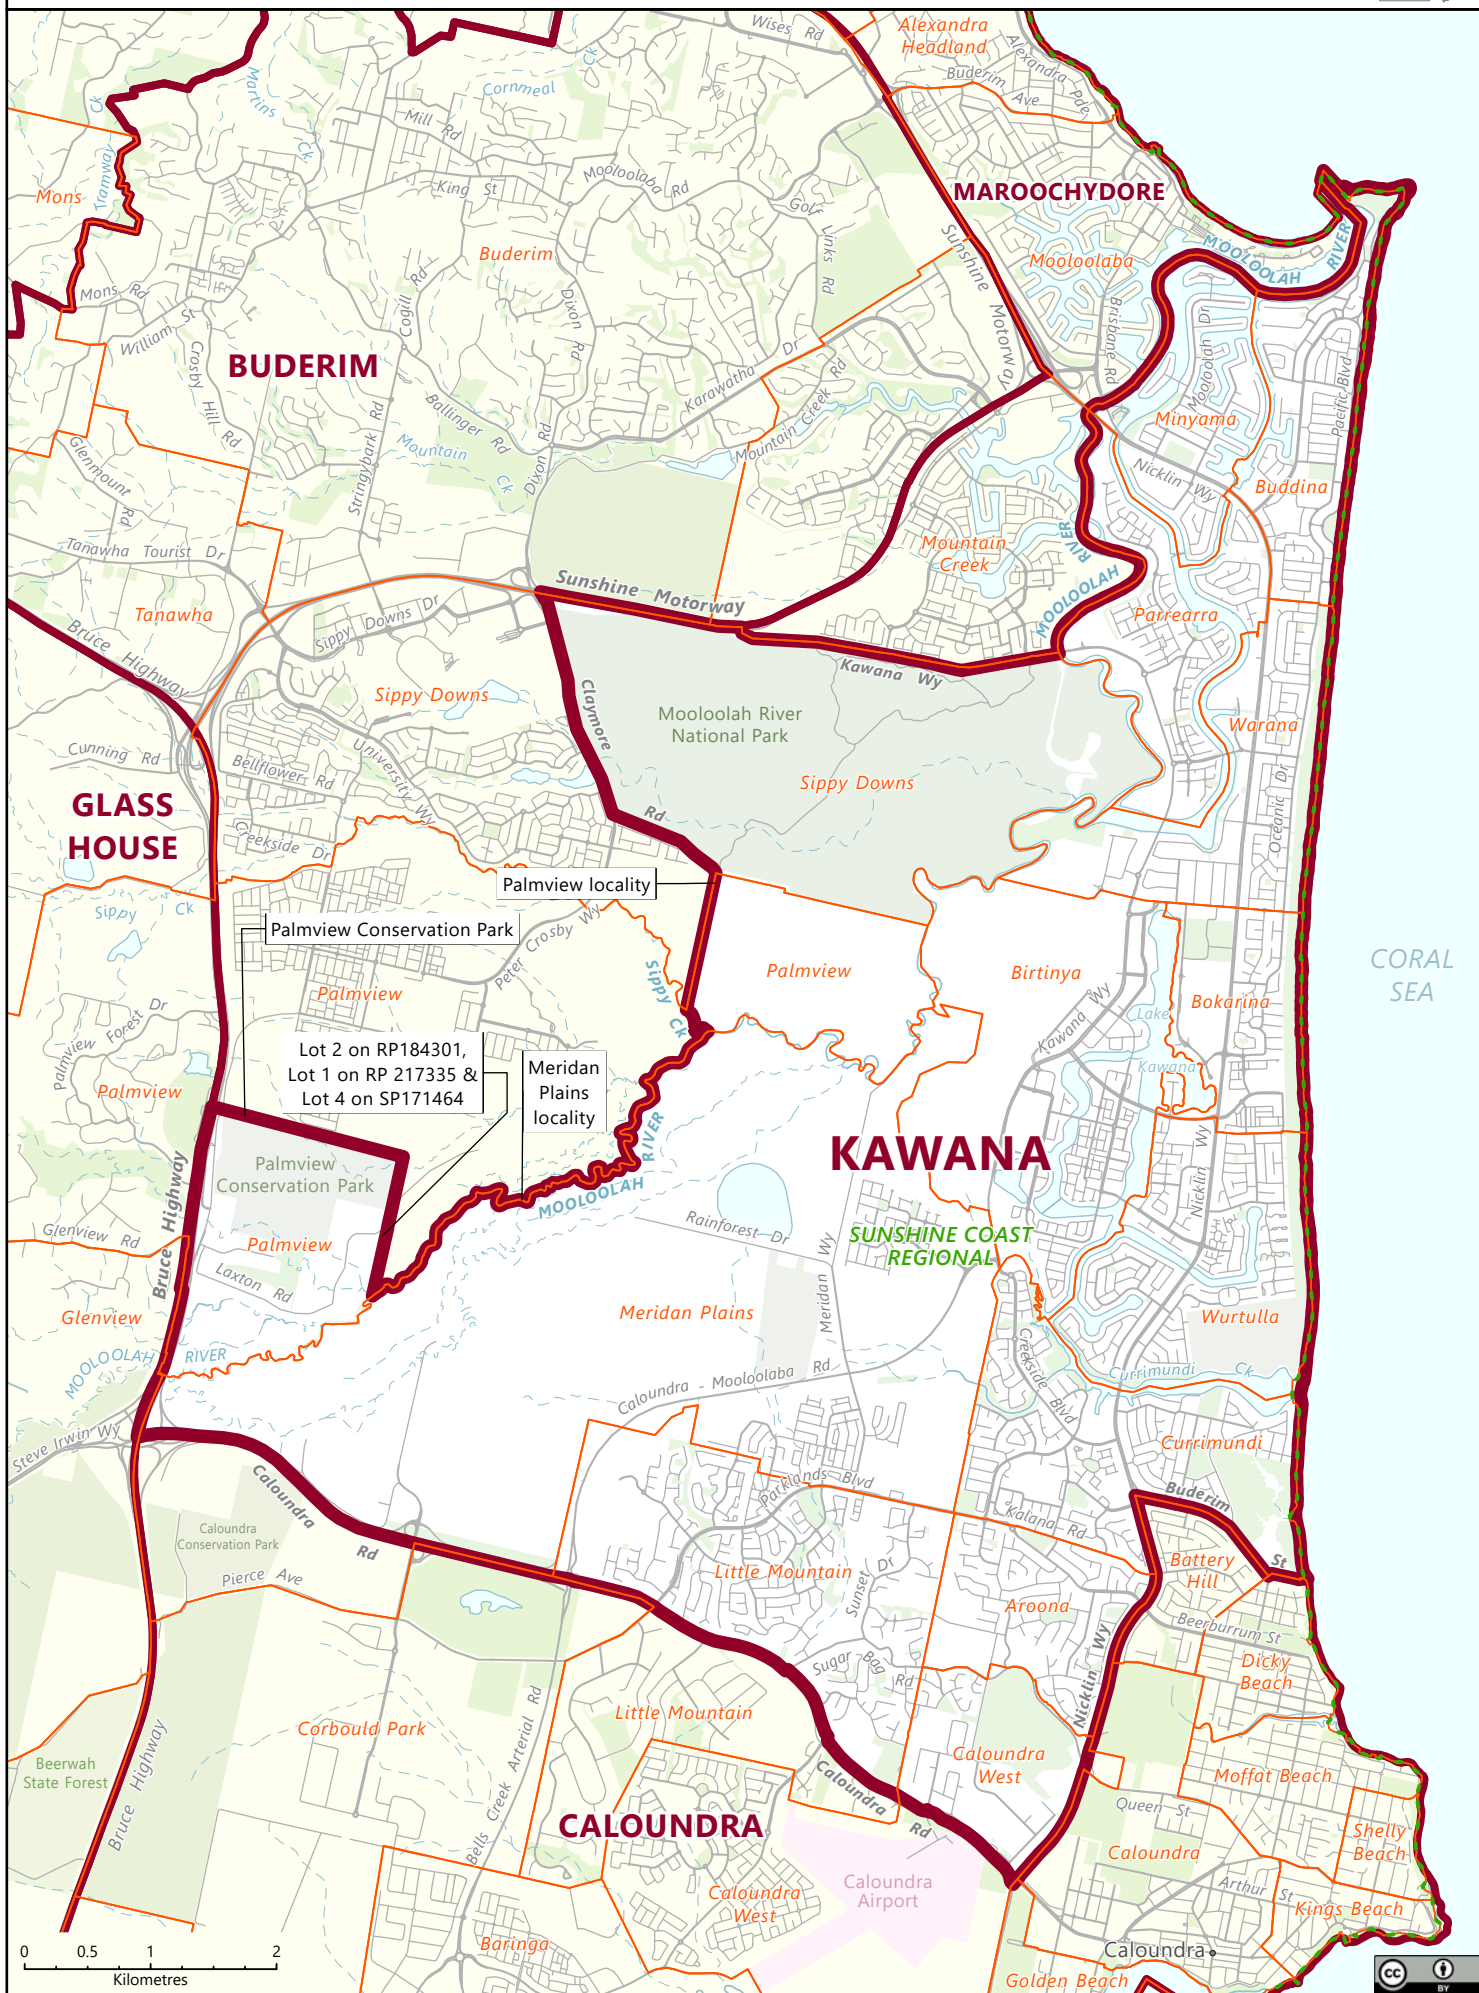 Wises Rd
Alexandra
Headland
Alexandra Pde
Buderim Ave
Martins Ck
Cornmeal Ck
Mill Rd
Mooloolaba Rd
King St
Golf Links Rd
Tramway Ck
Mons
MAROOCHYDORE
Mooloolaba
MOOLOOLAH RIVER
Sunshine Motorway
Buderim
Mons Rd
William St
Cogill Rd
Dixon Rd
Crosby Hill Rd
BUDERIM
Brisbane Rd
Mooloolah Dr
Pacific Blvd
Karawatha Dr
Ballinger Rd
Mountain Creek Rd
Minyama
Glenmount Rd
Stringybark Rd
Mountain Ck
Dixon Rd
Nicklin Wy
Buddina
Tanawha Tourist Dr
Mountain
Creek
MOOLOOLAH RIVER
Sunshine Motorway
Tanawha
Sippy Downs Dr
Parrearra
Bruce Highway
Kawana Wy
Sippy Downs
Claymore Rd
Mooloolah River
National Park
Warana
Cunning Rd
University Wy
Bellflower Rd
Sippy Downs
Oceanic Dr
GLASS
HOUSE
Creekside Dr
Palmview locality
Sippy Ck
Palmview Conservation Park
Peter Crosby Wy
Sippy Ck
Palmview
Birtinya
CORAL
SEA
Palmview
Bokarina
Palmview Forest Dr
Kawana Wy
Lake
Kawana
Lot 2 on RP184301,
Lot 1 on RP 217335 &
Lot 4 on SP171464
Meridan
Plains
locality
Palmview
MOOLOOLAH RIVER
KAWANA
Palmview
Conservation Park
Bruce Highway
Nicklin Wy
Rainforest Dr
SUNSHINE COAST
REGIONAL
Glenview Rd
Palmview
Laxton Rd
Meridan Wy
Glenview
Meridan Plains
Wurtulla
MOOLOOLAH RIVER
Creekside Blvd
Currimundi Ck
Caloundra - Mooloolaba Rd
Steve Irwin Wy
Currimundi
Caloundra Rd
Parklands Blvd
Buderim St
Kalana Rd
Caloundra
Conservation Park
Pierce Ave
Little Mountain
Sunset Dr
Battery
Hill
Aroona
Beerburrum St
Sugar Bag Rd
Nicklin Wy
Dicky
Beach
Corbould Park
Little Mountain
Bells Creek Arterial Rd
Beerwah
State Forest
Bruce Highway
Caloundra
West
Moffat Beach
Caloundra Rd
Queen St
CALOUNDRA
Shelly
Beach
Caloundra
Caloundra
Airport
Arthur St
Caloundra
West
Kings Beach
Baringa
Caloundra
Golden Beach
0 0.5 1 2
Kilometres
cc
BY